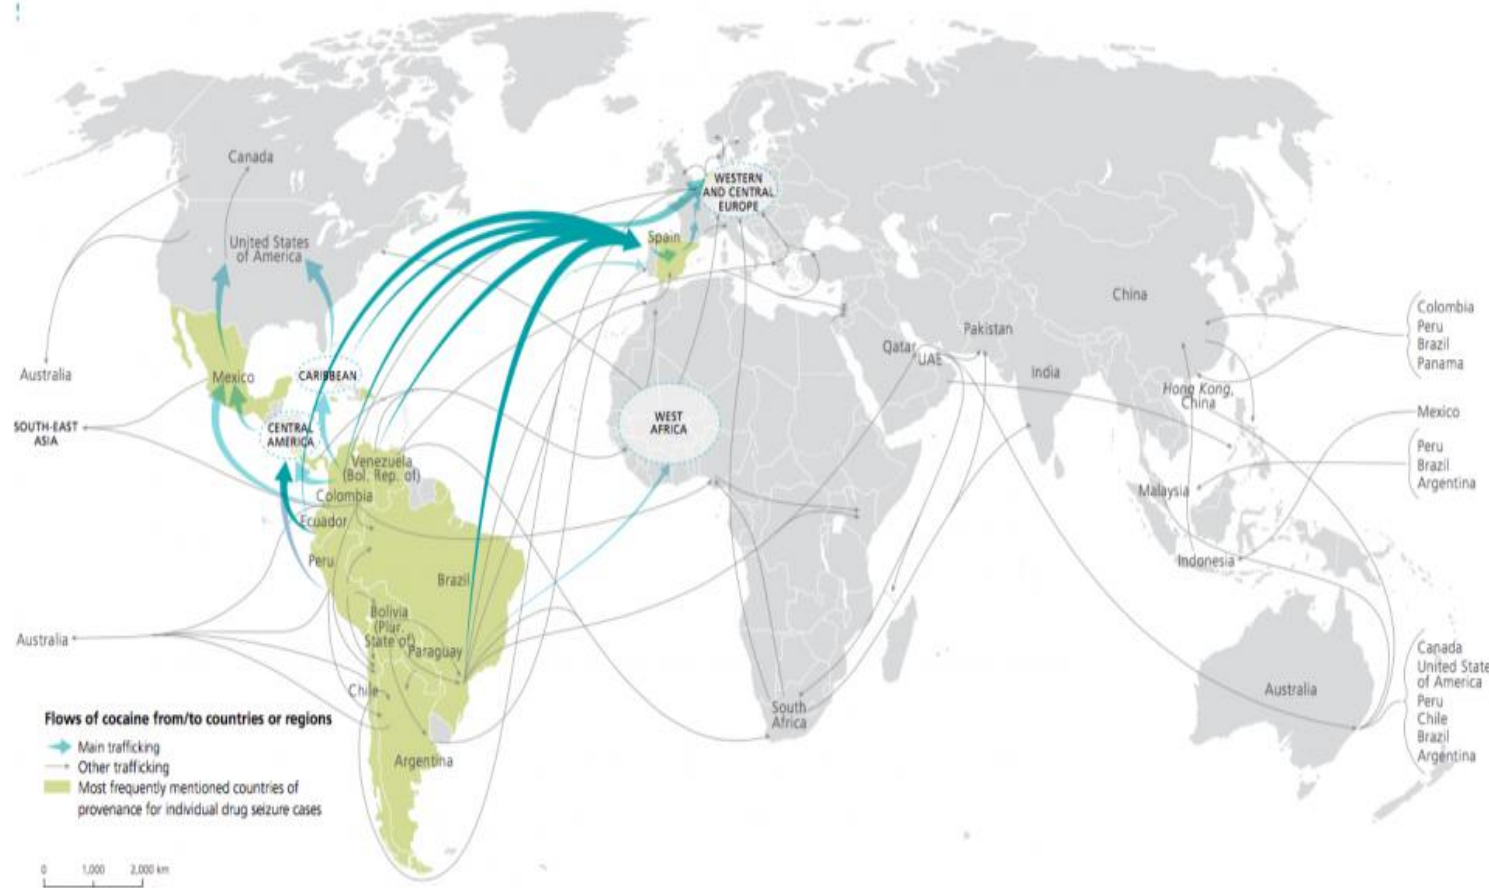 Canada
WESTERN
AND CENTRAL
EUROPE
United States
of America
Spain
China
Colombia
Peru
Brazil
Panama
Pakistan
Qatar
UAE
India
Australia
Mexico
CARIBBEAN
Hong Kong,
China
Mexico
SOUTH-EAST
ASIA
CENTRAL
AMERICA
WEST
AFRICA
Peru
Brazil
Argentina
Venezuela
(Bol. Rep. of)
Colombia
Malaysia
Ecuador
Peru
Indonesia
Brazil
Bolivia
(Plur.
State of)
Paraguay
Australia
Canada
United State
of America
Peru
Chile
Brazil
Argentina
Chile
Australia
South
Africa
Argentina
Flows of cocaine from/to countries or regions
Main trafficking
Other trafficking
Most frequently mentioned countries of
provenance for individual drug seizure cases
0 1,000 2,000 km